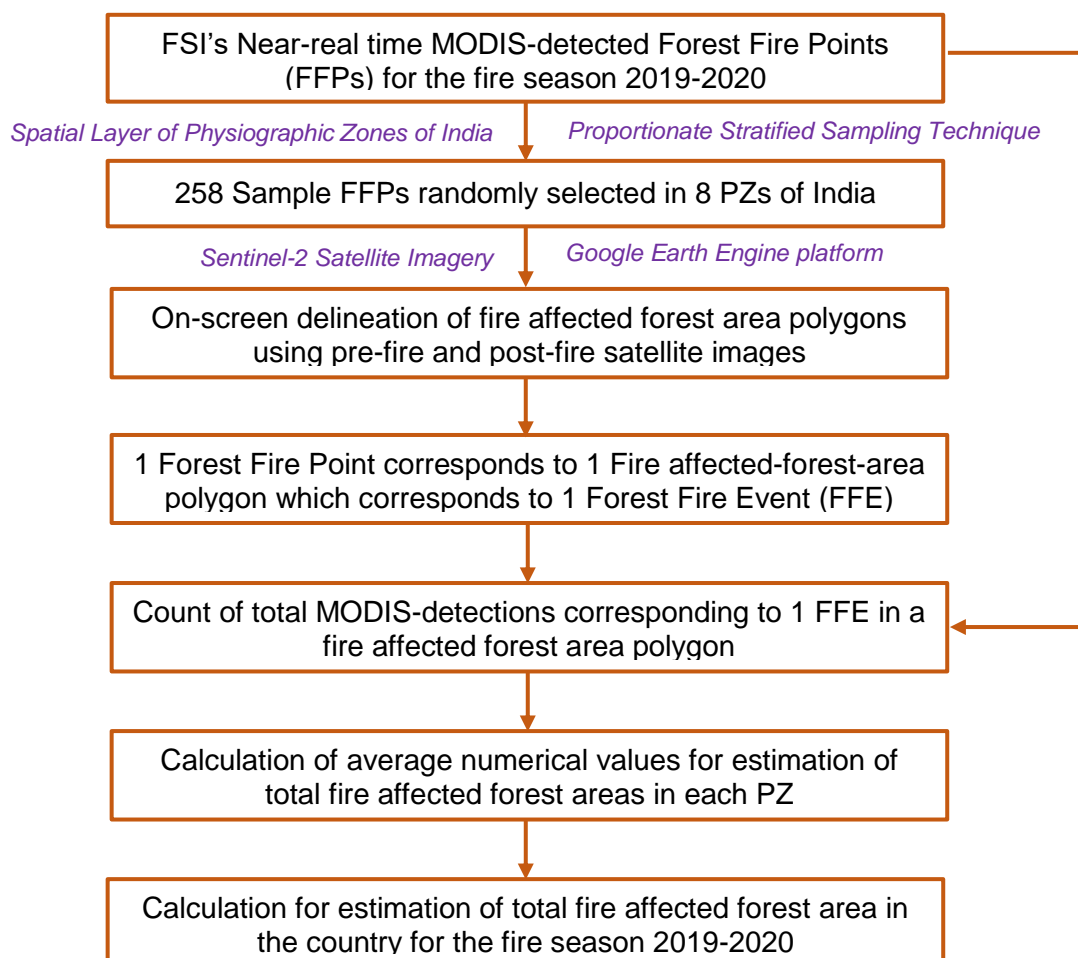 FSI's Near-real time MODIS-detected Forest Fire Points
(FFPs) for the fire season 2019-2020
Spatial Layer of Physiographic Zones of India
Proportionate Stratified Sampling Technique
258 Sample FFPs randomly selected in 8 PZs of India
Sentinel-2 Satellite Imagery
Google Earth Engine platform
On-screen delineation of fire affected forest area polygons
using pre-fire and post-fire satellite images
1 Forest Fire Point corresponds to 1 Fire affected-forest-area
polygon which corresponds to 1 Forest Fire Event (FFE)
Count of total MODIS-detections corresponding to 1 FFE in a
fire affected forest area polygon
Calculation of average numerical values for estimation of
total fire affected forest areas in each PZ
Calculation for estimation of total fire affected forest area in
the country for the fire season 2019-2020